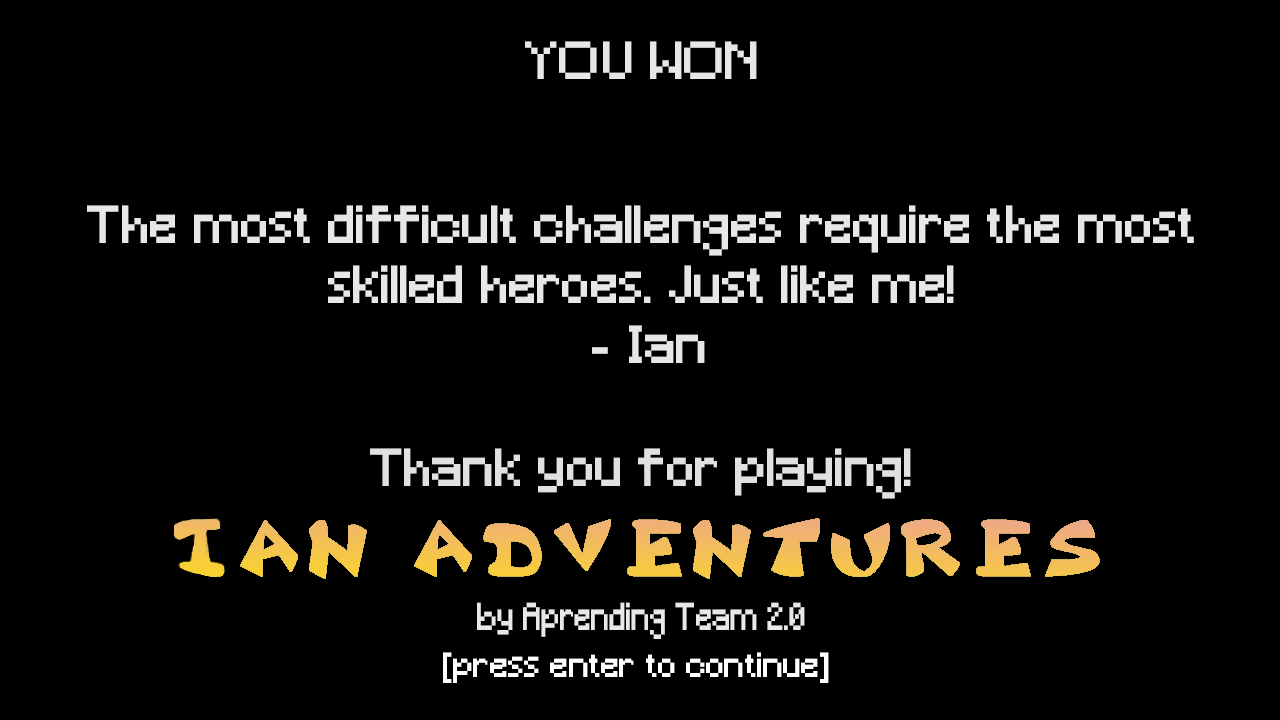 YOU WON
The most difficult challenges require the most
skilled heroes. Just like me!
- Ian
Thank you for playing!
IAN ADVENTURES
by Aprending Team 2.0
[press enter to continue]